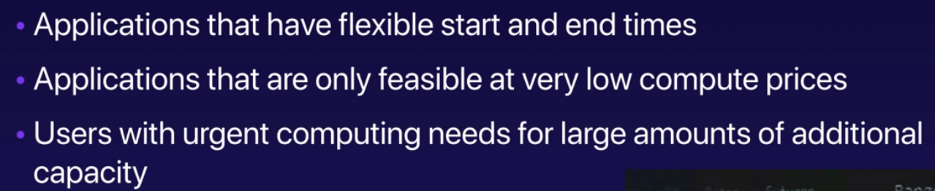 • Applications that have flexible start and end times
• Applications that are only feasible at very low compute prices
• Users with urgent computing needs for large amounts of additional
capacity